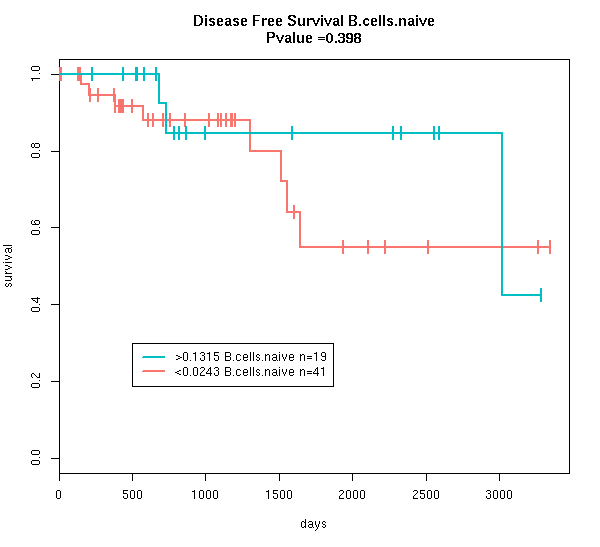 Disease Free Survival B.cells.naive
Pvalue =0.398
1.0
0.8
0.6
0.4
0.2
0.0
survival
>0.1315 B.cells.naive n=19
<0.0243 B.cells.naive n=41
0 500 1000 1500 2000 2500 3000
days